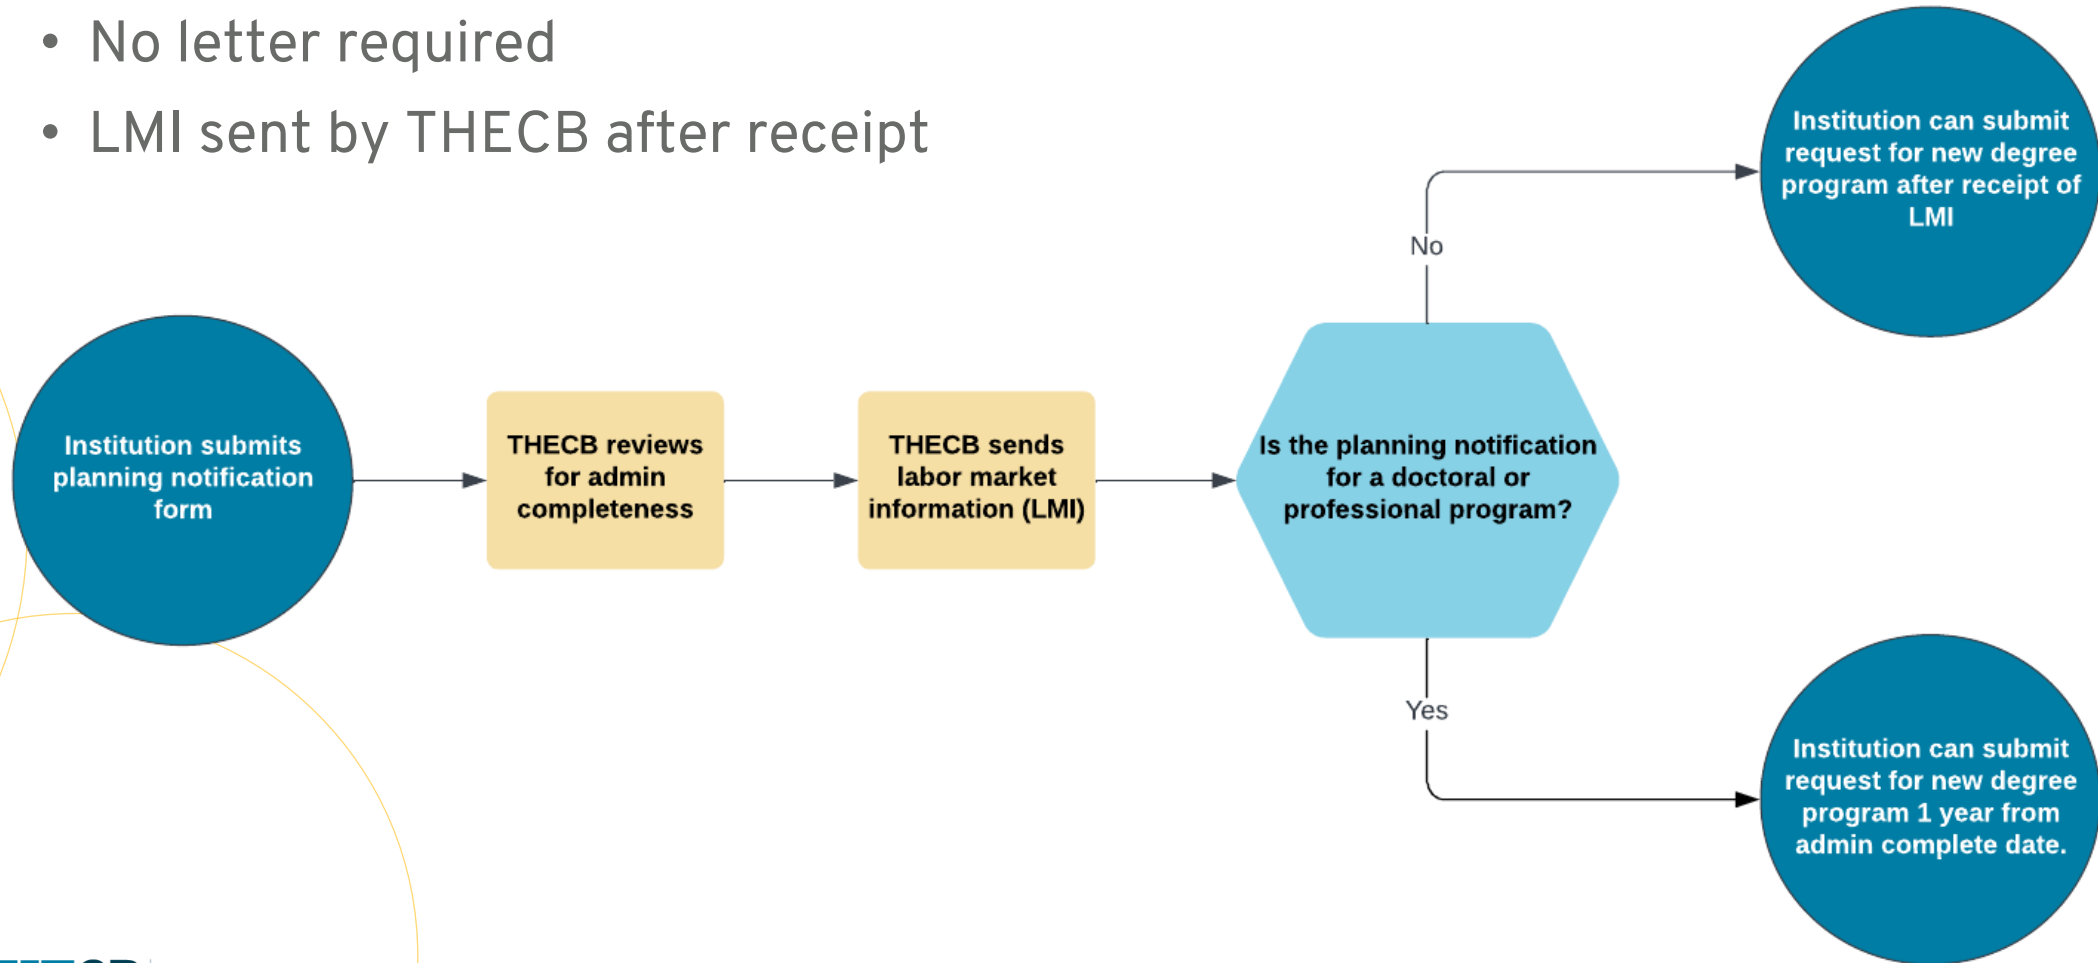 • No letter required
• LMI sent by THECB after receipt
Institution submits
planning notification
form
THECB reviews
for admin
completeness
THECB sends
labor market
information (LMI)
Is the planning notification
for a doctoral or
professional program?
No
Institution can submit
request for new degree
program after receipt of
LMI
Yes
Institution can submit
request for new degree
program 1 year from
admin complete date.